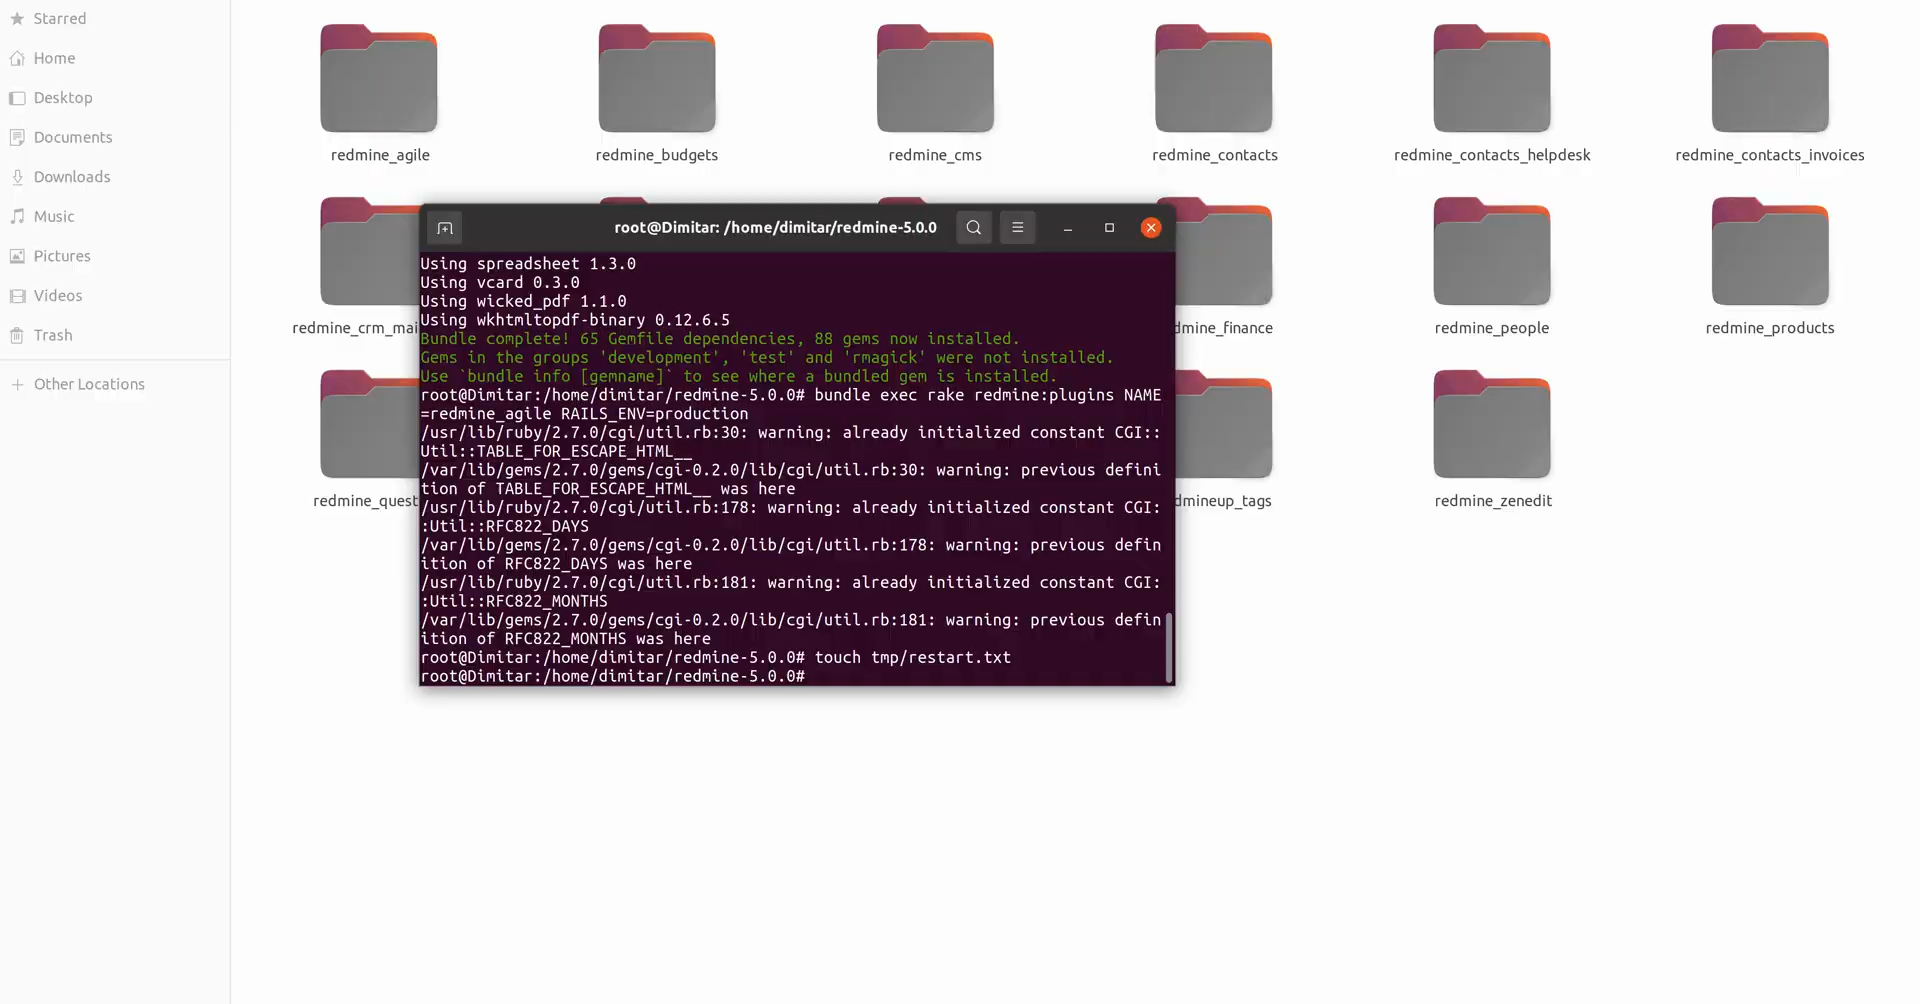 Starred
Home
Desktop
Documents
Downloads
Music
Pictures
Videos
Trash
Other Locations
redmine_agile
redmine_budgets
redmine_cms
redmine_contacts
redmine_contacts_helpdesk
redmine_contacts_invoices
redmine_crm_mai
dmine_finance
redmine_people
redmine_products
redmine_quest
dmineup_tags
redmine_zenedit
root@Dimitar: /home/dimitar/redmine-5.0.0
Using spreadsheet 1.3.0
Using vcard 0.3.0
Using wicked_pdf 1.1.0
Using wkhtmltopdf-binary 0.12.6.5
Bundle complete! 65 Gemfile dependencies, 88 gems now installed.
Gems in the groups 'development', 'test' and 'rmagick' were not installed.
Use `bundle info [gemname]` to see where a bundled gem is installed.
root@Dimitar:/home/dimitar/redmine-5.0.0# bundle exec rake redmine:plugins NAME
=redmine_agile RAILS_ENV=production
/usr/lib/ruby/2.7.0/cgi/util.rb:30: warning: already initialized constant CGI::
Util::TABLE_FOR_ESCAPE_HTML__
/var/lib/gems/2.7.0/gems/cgi-0.2.0/lib/cgi/util.rb:30: warning: previous defini
tion of TABLE_FOR_ESCAPE_HTML__ was here
/usr/lib/ruby/2.7.0/cgi/util.rb:178: warning: already initialized constant CGI:
:Util::RFC822_DAYS
/var/lib/gems/2.7.0/gems/cgi-0.2.0/lib/cgi/util.rb:178: warning: previous defin
ition of RFC822_DAYS was here
/usr/lib/ruby/2.7.0/cgi/util.rb:181: warning: already initialized constant CGI:
:Util::RFC822_MONTHS
/var/lib/gems/2.7.0/gems/cgi-0.2.0/lib/cgi/util.rb:181: warning: previous defin
ition of RFC822_MONTHS was here
root@Dimitar:/home/dimitar/redmine-5.0.0# touch tmp/restart.txt
root@Dimitar:/home/dimitar/redmine-5.0.0#